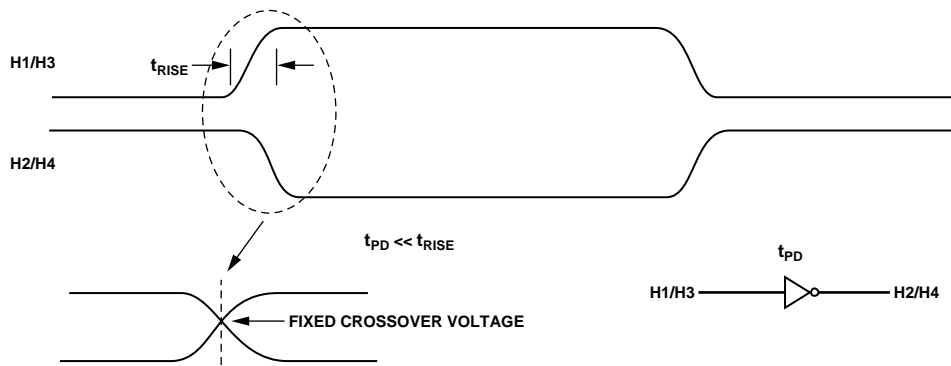 H1/H3
tRISE
H2/H4
tPD << tRISE
tPD
H1/H3
H2/H4
FIXED CROSSOVER VOLTAGE